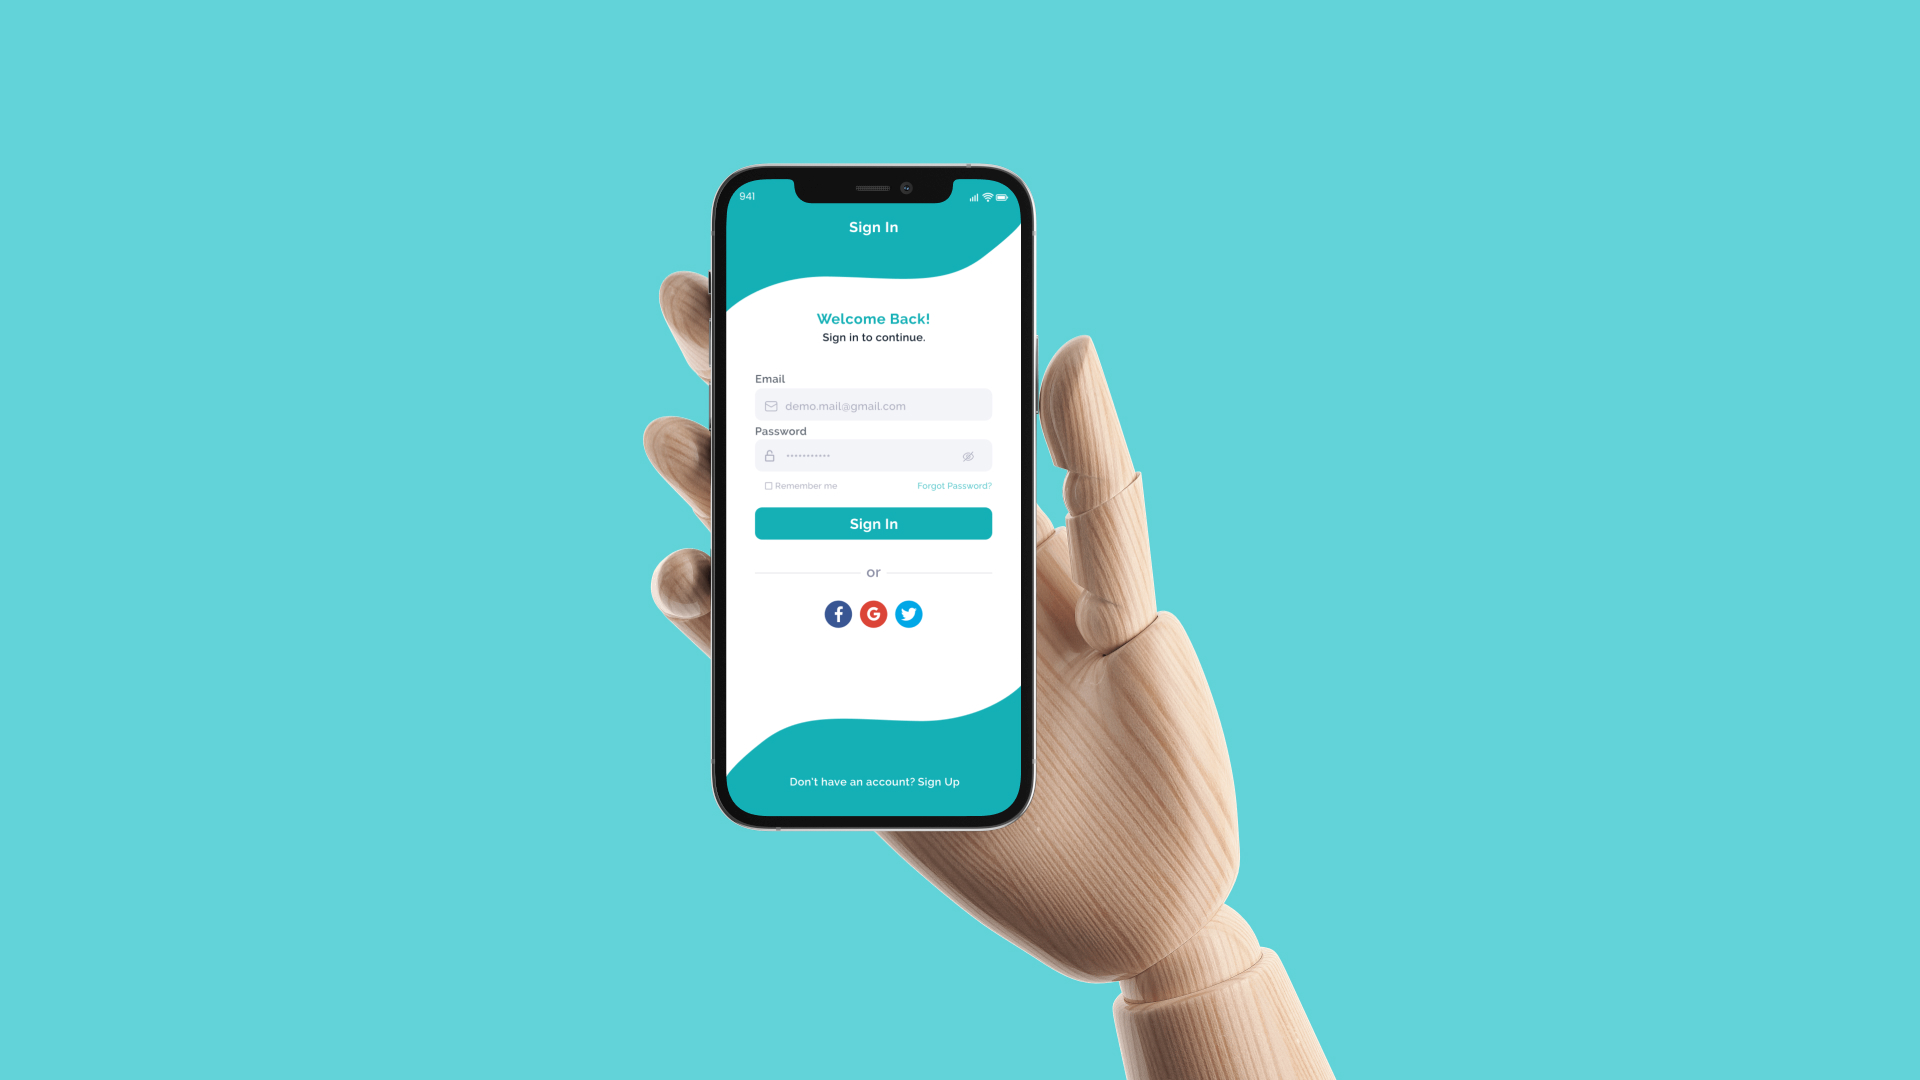 941
Sign In
Welcome Back!
Sign in to continue.
Email
demo.mail@gmail.com
Password
•••••••••••
Remember me
Forgot Password?
Sign In
or
Don't have an account? Sign Up